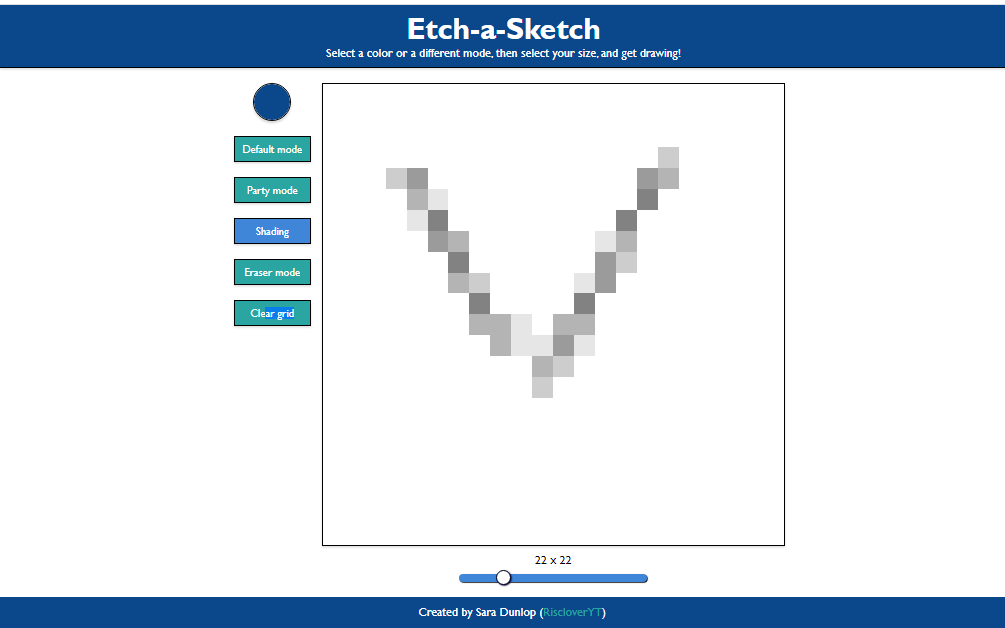 Etch-a-Sketch
Select a color or a different mode, then select your size, and get drawing!
Default mode
Party mode
Shading
Eraser mode
Clear grid
22 x 22
Created by Sara Dunlop (RiscloverYT)